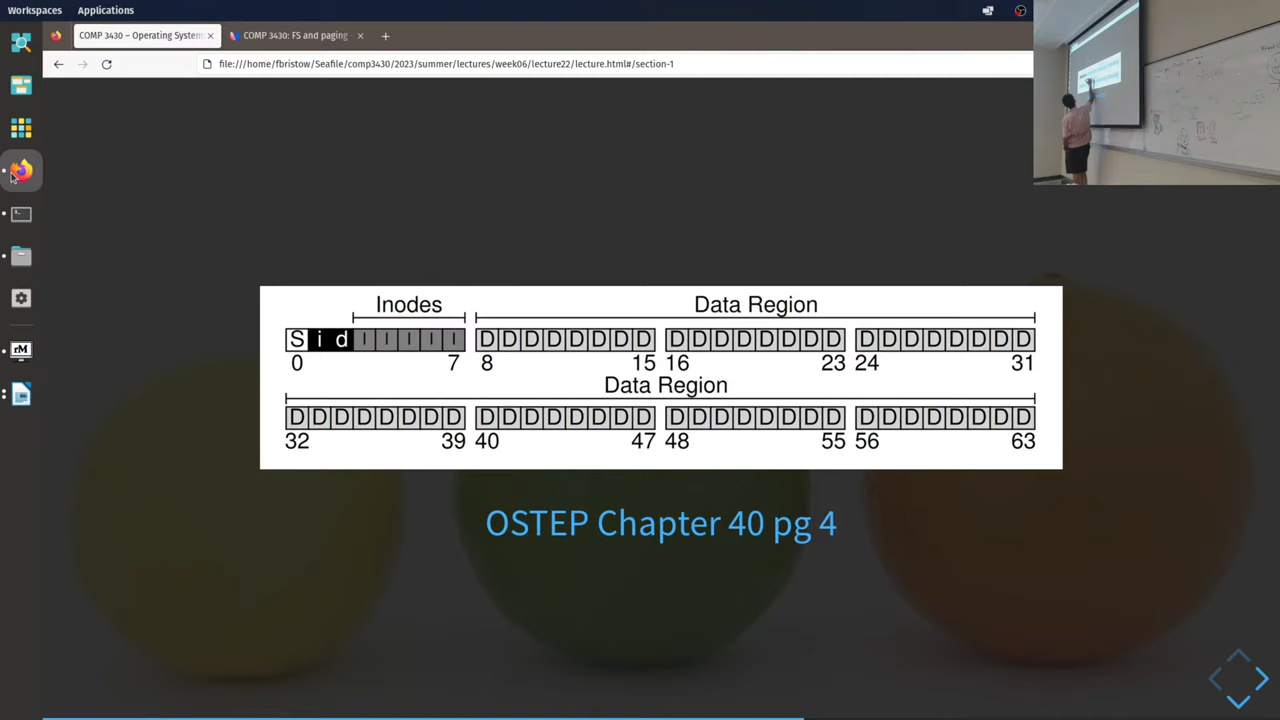 Workspaces Applications
COMP 3430 – Operating System × COMP 3430: FS and paging - × +
file:///home/fbristow/Seafile/comp3430/2023/summer/lectures/week06/lecture22/lecture.html#/section-1
Inodes Data Region
S i d I I I I I D D D D D D D D D D D D D D D D D D D D D D D D
0 7 8 15 16 23 24 31
Data Region
D D D D D D D D D D D D D D D D D D D D D D D D D D D D D D D D
32 39 40 47 48 55 56 63
OSTEP Chapter 40 pg 4
rM